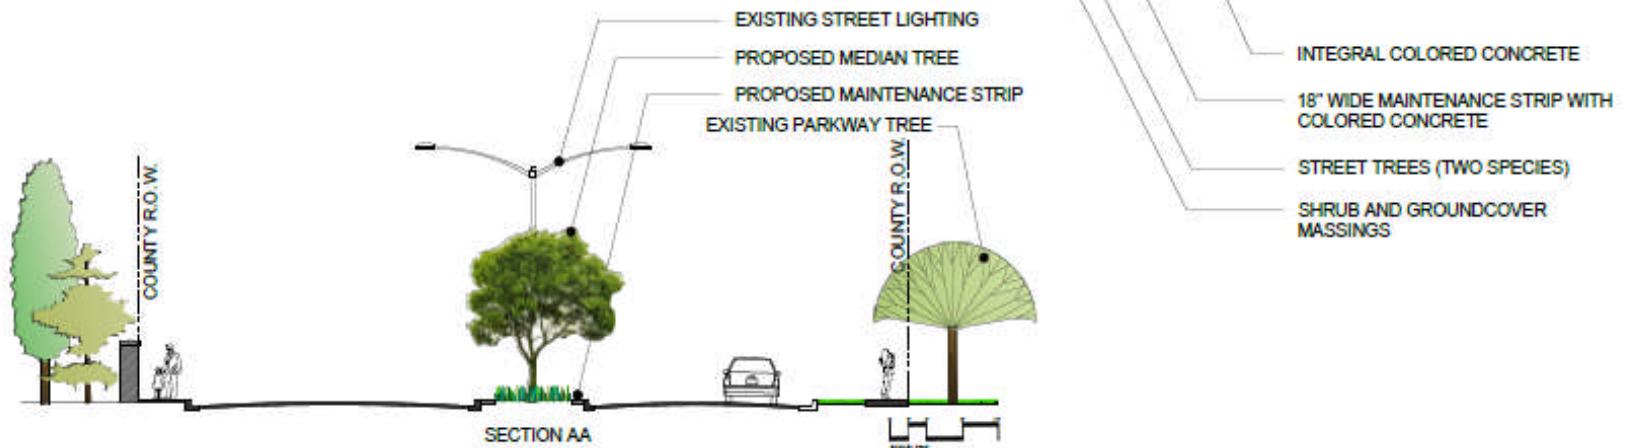 EXISTING STREET LIGHTING
PROPOSED MEDIAN TREE
PROPOSED MAINTENANCE STRIP
EXISTING PARKWAY TREE
COUNTY R.O.W.
COUNTY R.O.W.
SECTION AA
INTEGRAL COLORED CONCRETE
18" WIDE MAINTENANCE STRIP WITH
COLORED CONCRETE
STREET TREES (TWO SPECIES)
SHRUB AND GROUNDCOVER
MASSINGS